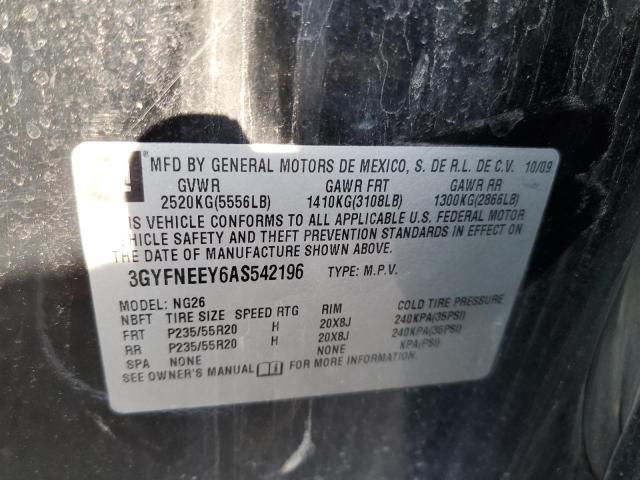 GM
MFD BY GENERAL MOTORS DE MEXICO, S. DE R.L. DE C.V. 10/09
GVWR GAWR FRT GAWR RR
2520KG(5556LB) 1410KG(3108LB) 1300KG(2866LB)
THIS VEHICLE CONFORMS TO ALL APPLICABLE U.S. FEDERAL MOTOR
VEHICLE SAFETY AND THEFT PREVENTION STANDARDS IN EFFECT ON
THE DATE OF MANUFACTURE SHOWN ABOVE.
3GYFNEEY6AS542196 TYPE: M.P.V.
MODEL: NG26
NBFT TIRE SIZE SPEED RTG RIM COLD TIRE PRESSURE
FRT P235/55R20 H 20X8J 240KPA(35PSI)
RR P235/55R20 H 20X8J 240KPA(35PSI)
SPA NONE NONE KPA(PSI)
SEE OWNER'S MANUAL FOR MORE INFORMATION.